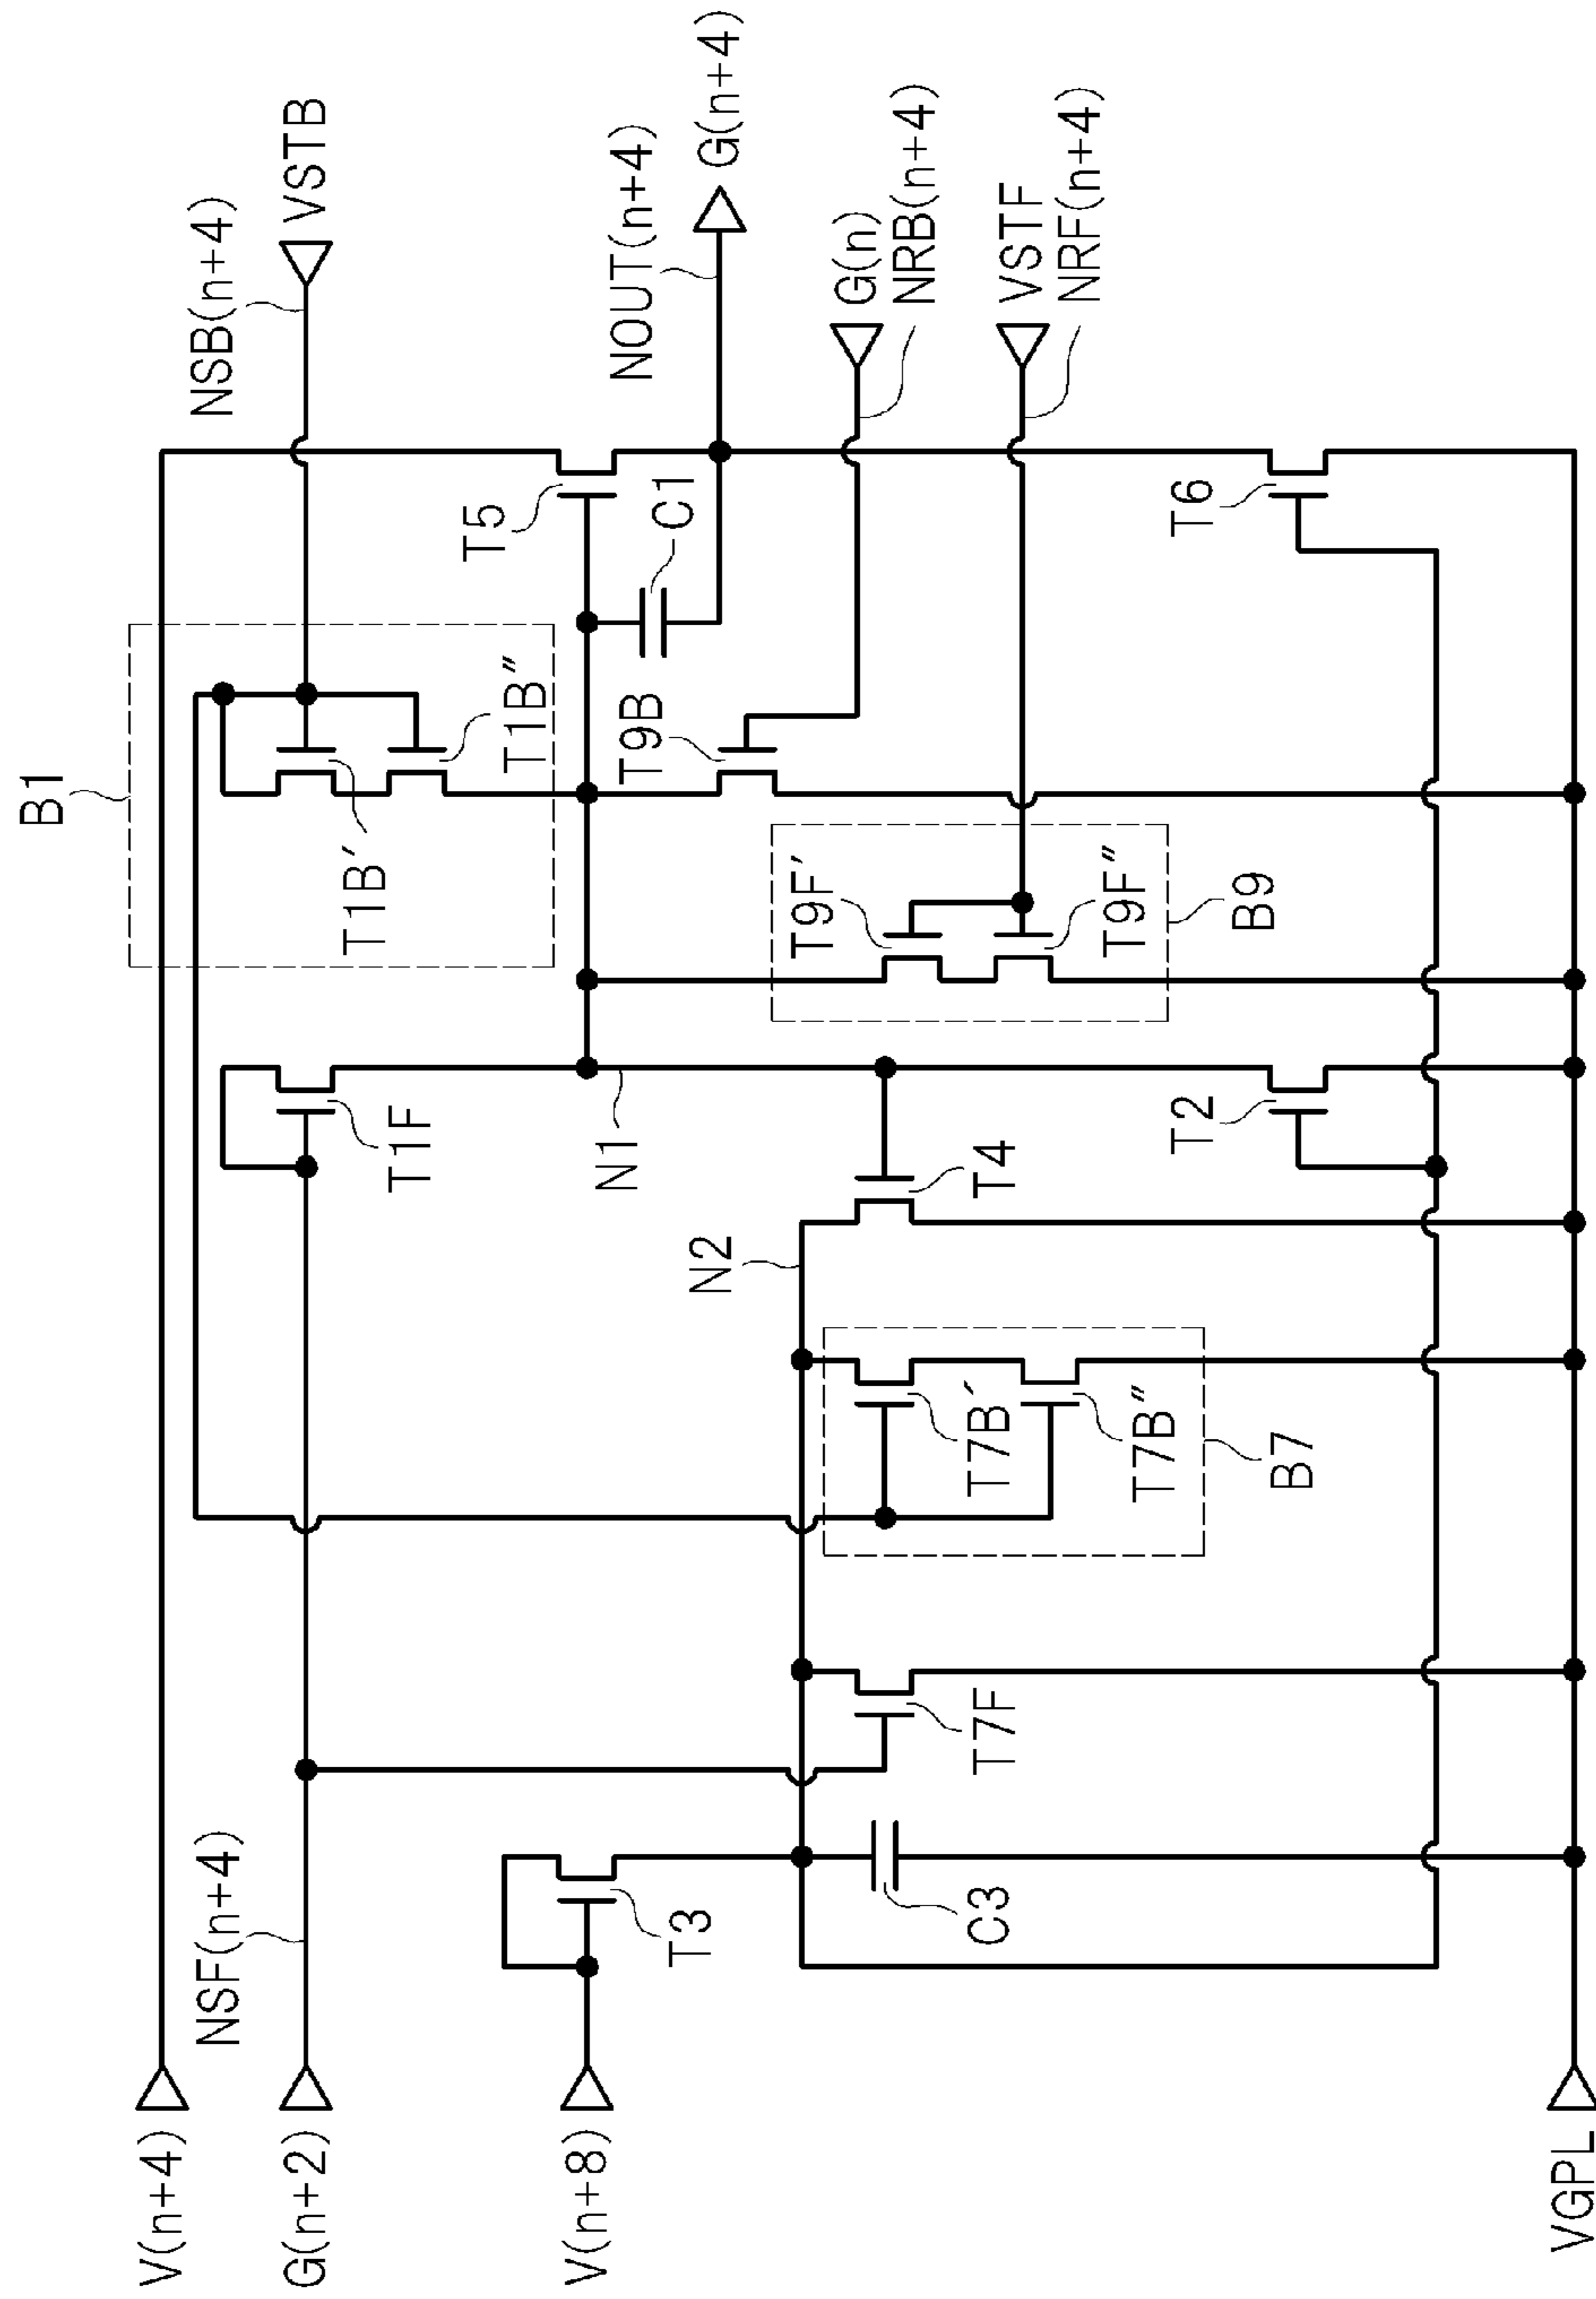 V(n+4)
G(n+2)
NSF(n+4)
V(n+8)
VGPL
T3
C3
T7F
T7B′
T7B″
B7
N2
T4
T1F
N1
T2
B1
T1B′
T1B″
T9F′
T9F″
B9
T9B
C1
T5
T6
NSB(n+4)
VSTB
NOUT(n+4)
G(n+4)
G(n)
NRB(n+4)
VSTF
NRF(n+4)